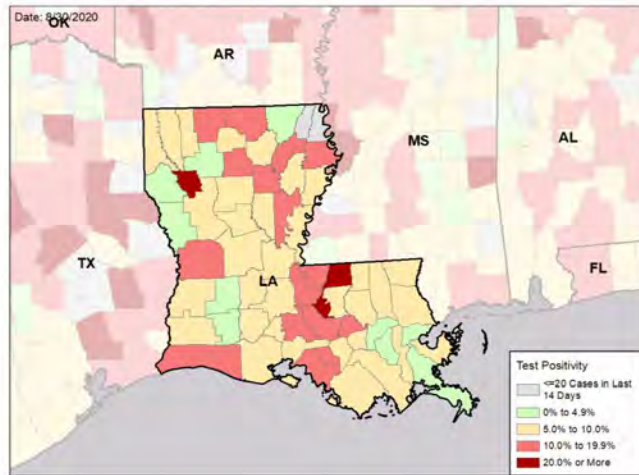 Date: 8/30/2020
OK
AR
MS
AL
TX
LA
FL
Test Positivity
<=20 Cases in Last
14 Days
0% to 4.9%
5.0% to 10.0%
10.0% to 19.9%
20.0% or More